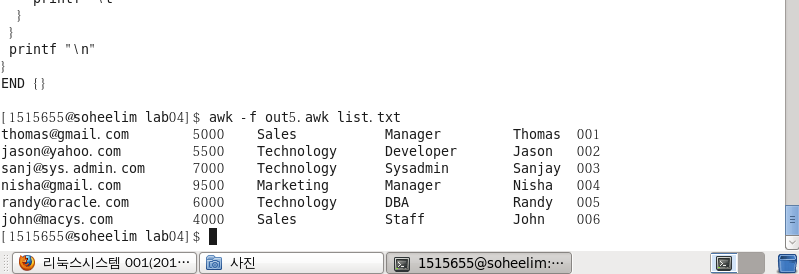 }
}
printf "\n"
}
END {}
[1515655@soheelim lab04]$ awk -f out5.awk list.txt
thomas@gmail.com 5000 Sales Manager Thomas 001
jason@yahoo.com 5500 Technology Developer Jason 002
sanj@sys.admin.com 7000 Technology Sysadmin Sanjay 003
nisha@gmail.com 9500 Marketing Manager Nisha 004
randy@oracle.com 6000 Technology DBA Randy 005
john@macys.com 4000 Sales Staff John 006
[1515655@soheelim lab04]$
리눅스시스템 001(201⋯ 사진 1515655@soheelim:⋯